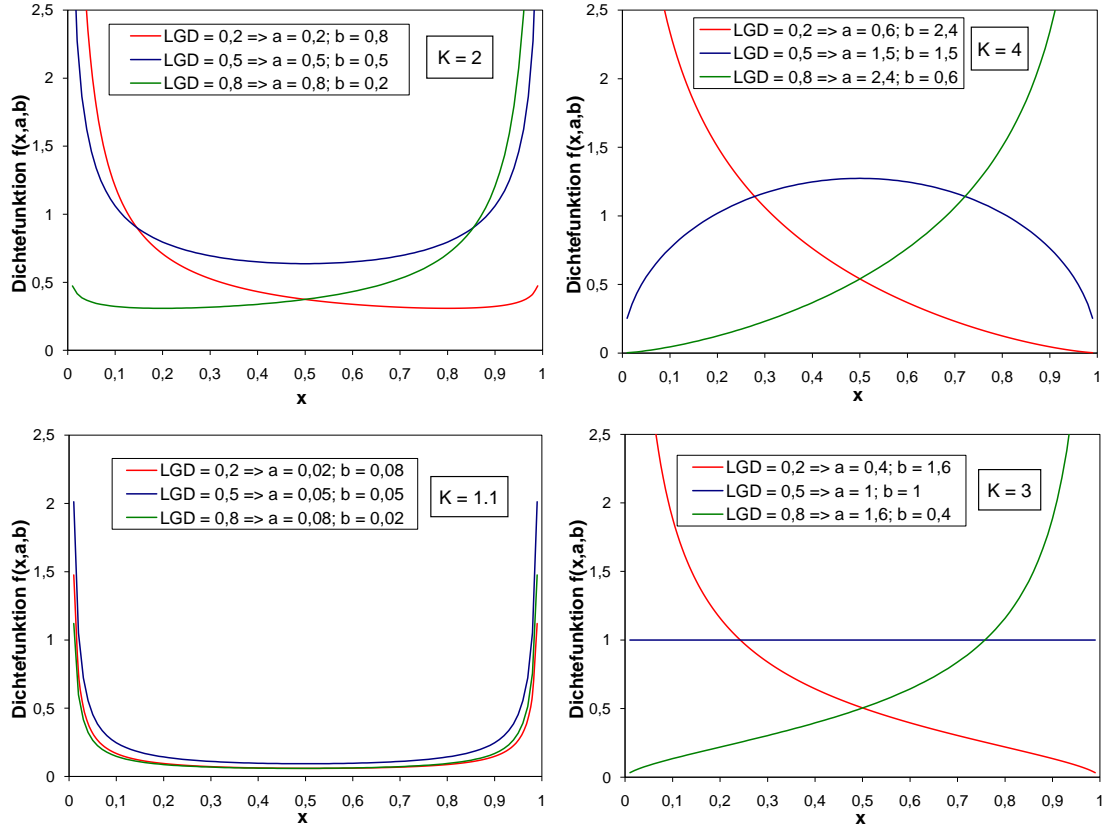 Dichtefunktion f(x,a,b)
2,5
2
1,5
1
0,5
0
LGD = 0,2 => a = 0,2; b = 0,8
LGD = 0,5 => a = 0,5; b = 0,5
LGD = 0,8 => a = 0,8; b = 0,2
K = 2
0 0,1 0,2 0,3 0,4 0,5 0,6 0,7 0,8 0,9 1
x
Dichtefunktion f(x,a,b)
2,5
2
1,5
1
0,5
0
LGD = 0,2 => a = 0,6; b = 2,4
LGD = 0,5 => a = 1,5; b = 1,5
LGD = 0,8 => a = 2,4; b = 0,6
K = 4
0 0,1 0,2 0,3 0,4 0,5 0,6 0,7 0,8 0,9 1
x
Dichtefunktion f(x,a,b)
2,5
2
1,5
1
0,5
0
LGD = 0,2 => a = 0,02; b = 0,08
LGD = 0,5 => a = 0,05; b = 0,05
LGD = 0,8 => a = 0,08; b = 0,02
K = 1.1
0 0,1 0,2 0,3 0,4 0,5 0,6 0,7 0,8 0,9 1
x
Dichtefunktion f(x,a,b)
2,5
2
1,5
1
0,5
0
LGD = 0,2 => a = 0,4; b = 1,6
LGD = 0,5 => a = 1; b = 1
LGD = 0,8 => a = 1,6; b = 0,4
K = 3
0 0,1 0,2 0,3 0,4 0,5 0,6 0,7 0,8 0,9 1
x